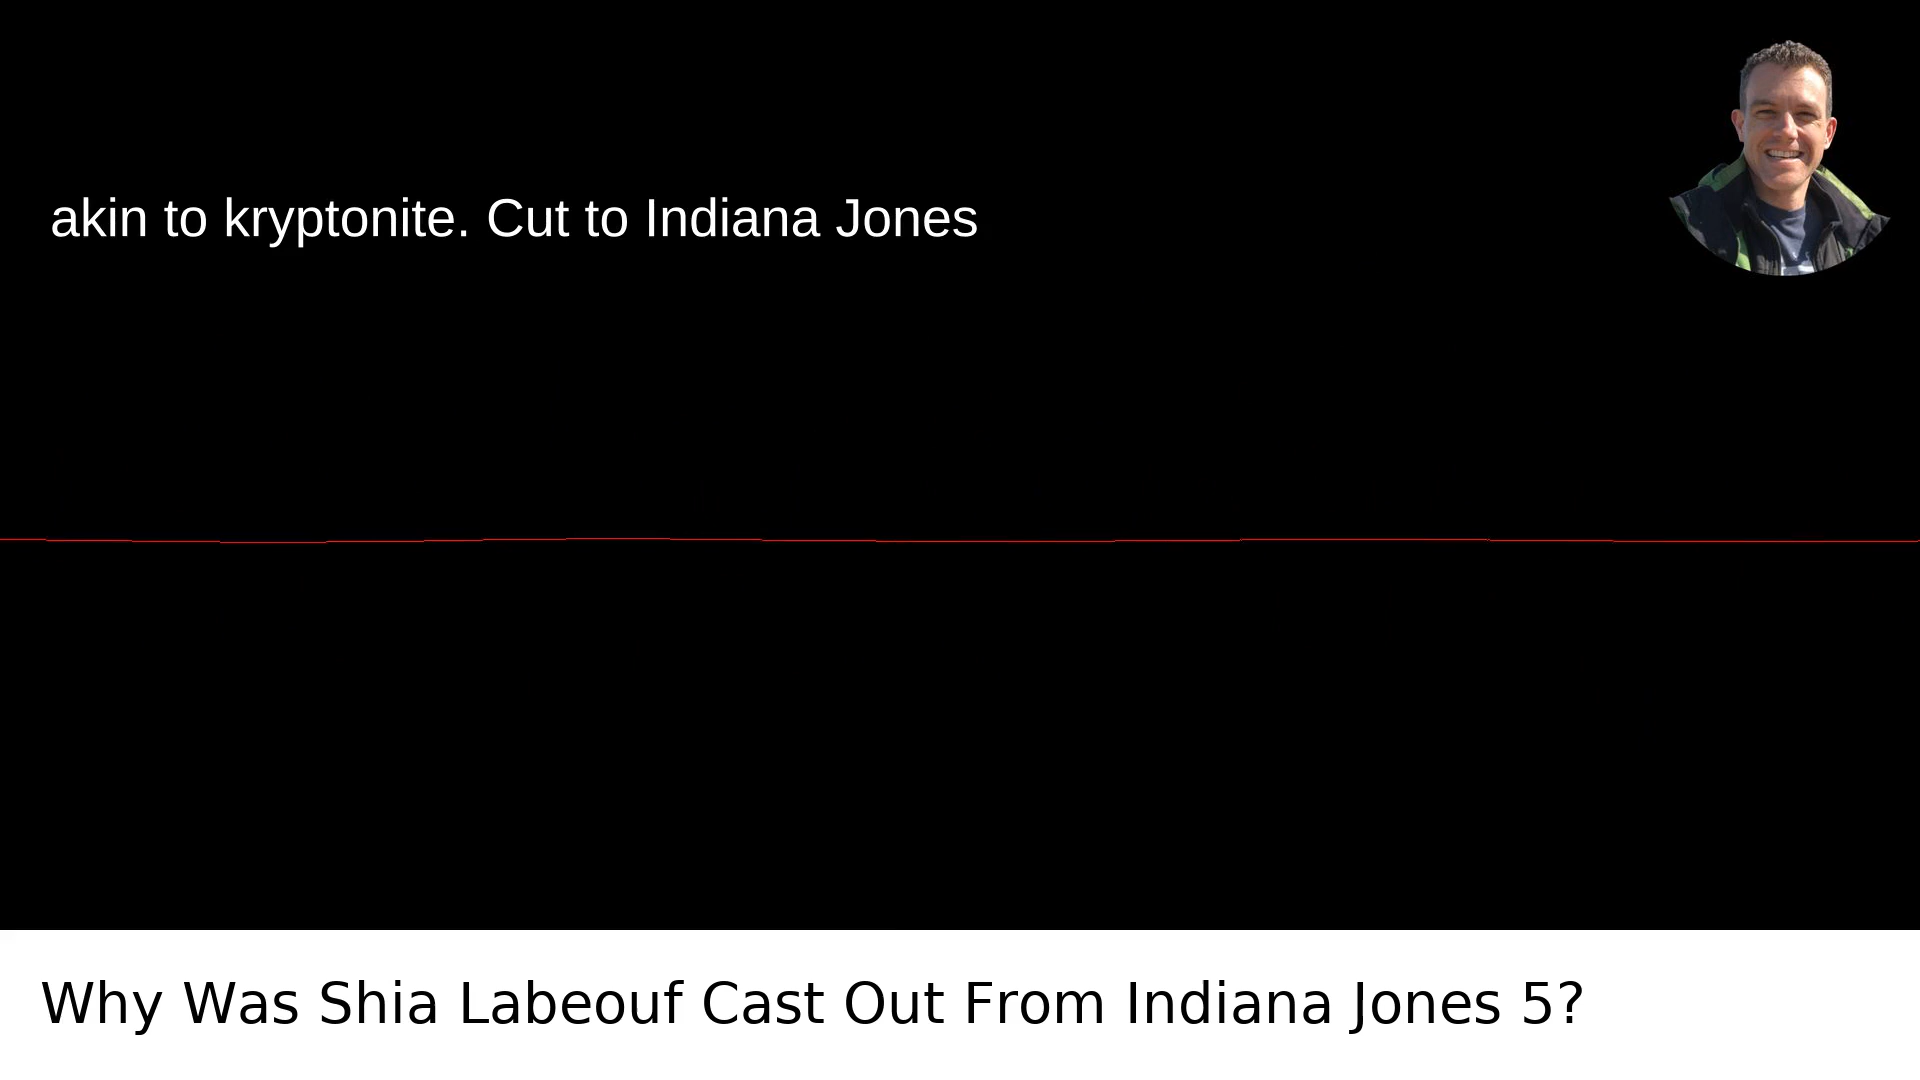 akin to kryptonite. Cut to Indiana Jones
Why Was Shia Labeouf Cast Out From Indiana Jones 5?